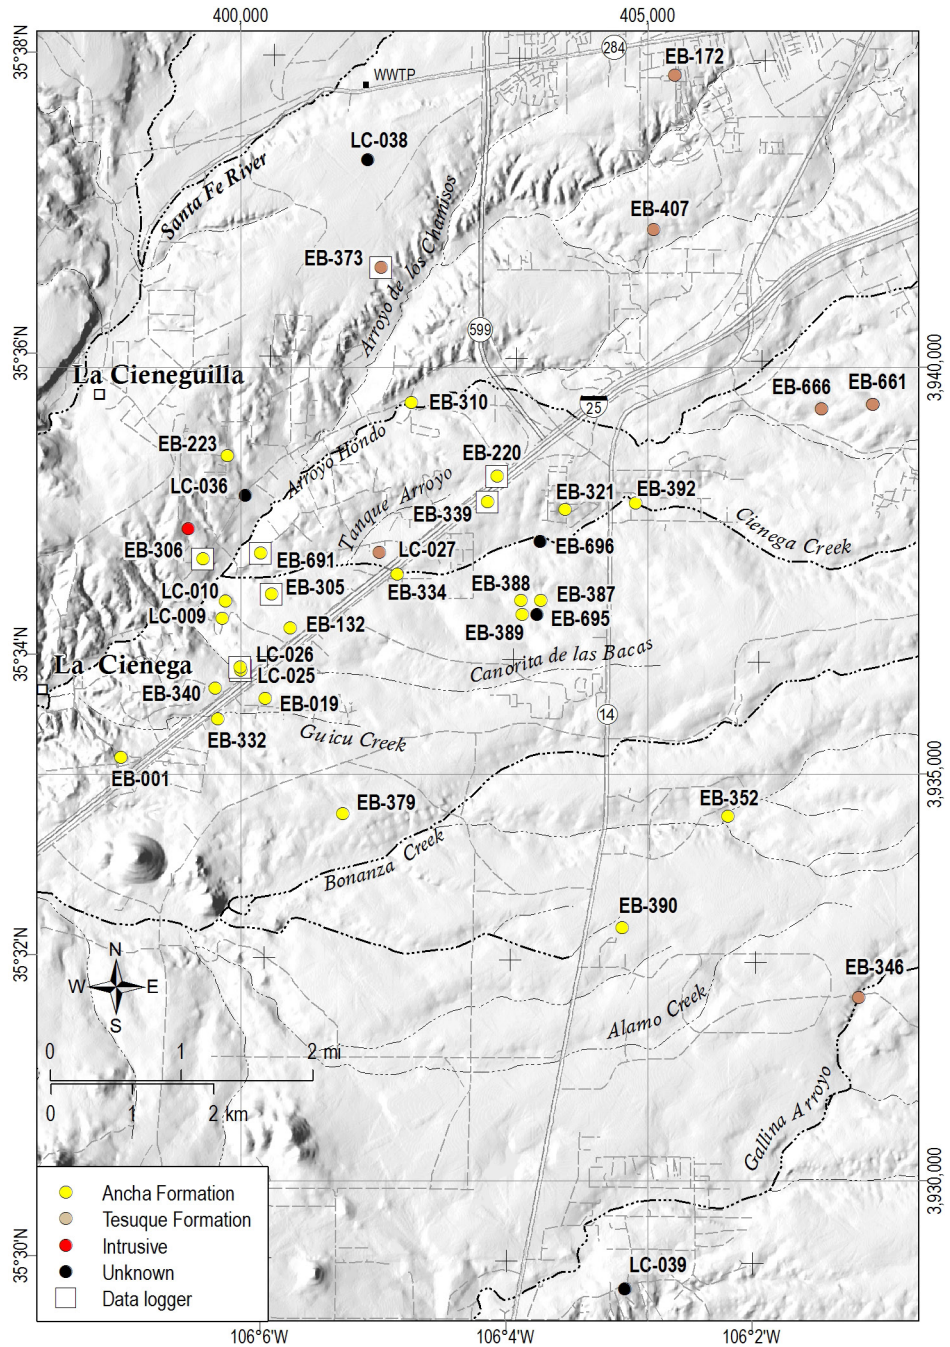 400,000
405,000
35°38'N
284
EB-172
WWTP
LC-038
Santa Fe River
EB-407
EB-373
Arroyo de los Chamisos
599
35°36'N
3,940,000
La Cieneguilla
25
EB-666
EB-661
EB-310
EB-223
Arroyo Hondo
EB-220
LC-036
Tanque Arroyo
EB-321
EB-392
EB-339
Cienega Creek
EB-306
EB-691
LC-027
EB-696
LC-010
EB-305
EB-334
EB-388
EB-387
LC-009
EB-132
EB-389
EB-695
35°34'N
La Cienega
LC-026
LC-025
Canorita de las Bacas
EB-340
EB-019
14
EB-332
Guicu Creek
EB-001
3,935,000
EB-379
EB-352
Bonanza Creek
EB-390
35°32'N
N
W
E
S
EB-346
Alamo Creek
0
1
2 mi
0
1
2 km
Gallina Arroyo
Ancha Formation
Tesuque Formation
Intrusive
Unknown
Data logger
3,930,000
35°30'N
LC-039
106°6'W
106°4'W
106°2'W